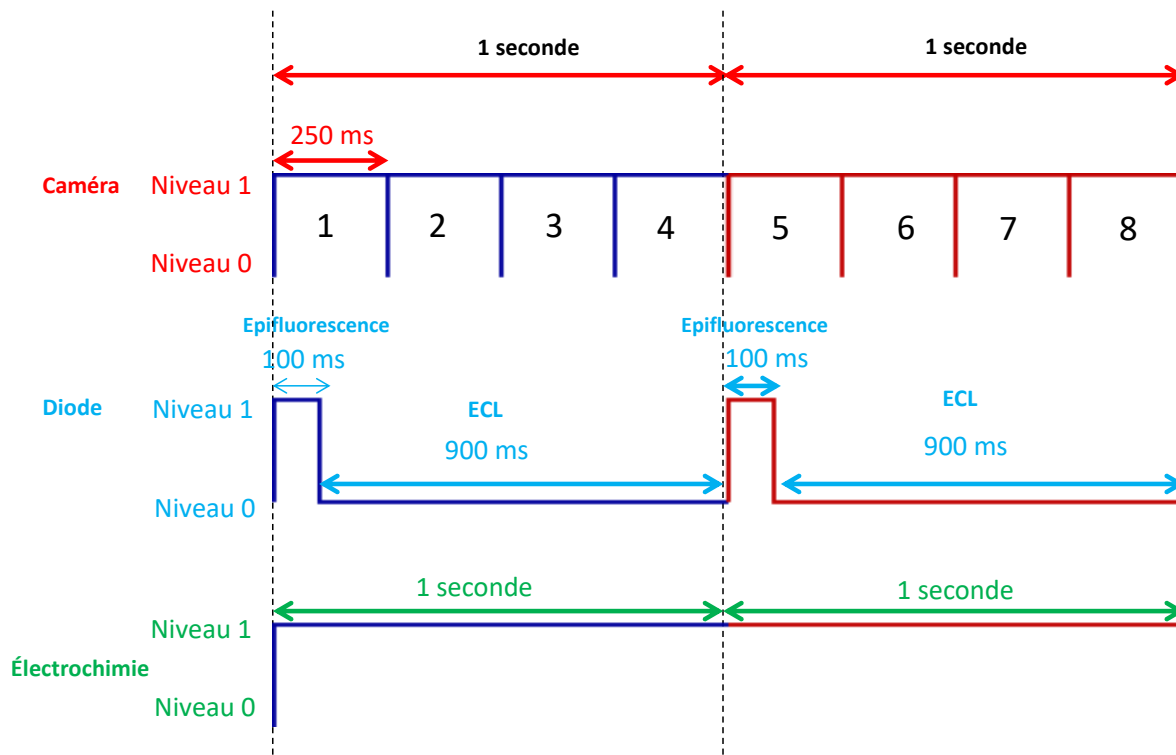 1 seconde
1 seconde
250 ms
Caméra
Niveau 1
1
2
3
4
5
6
7
8
Niveau 0
Epifluorescence
Epifluorescence
100 ms
100 ms
Diode
Niveau 1
ECL
ECL
900 ms
900 ms
Niveau 0
1 seconde
1 seconde
Niveau 1
Électrochimie
Niveau 0